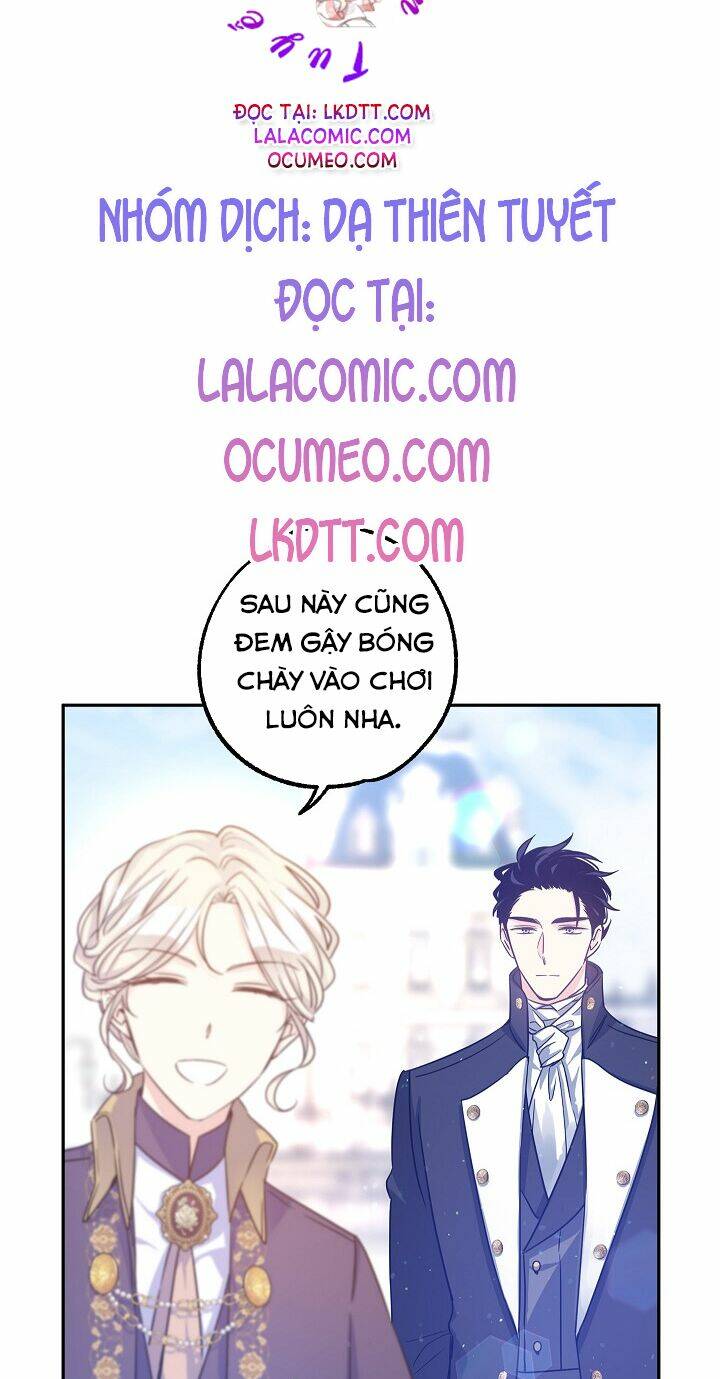 Tuyế
ĐỌC TẠI: LKDTT.COM
LALACOMIC.COM
OCUMEO.COM
NHÓM DỊCH: DẠ THIÊN TUYẾT
ĐỌC TẠI:
LALACOMIC.COM
OCUMEO.COM
LKDTT.COM
SAU NÀY CŨNG
ĐEM GẬY BÓNG
CHÀY VÀO CHƠI
LUÔN NHA.